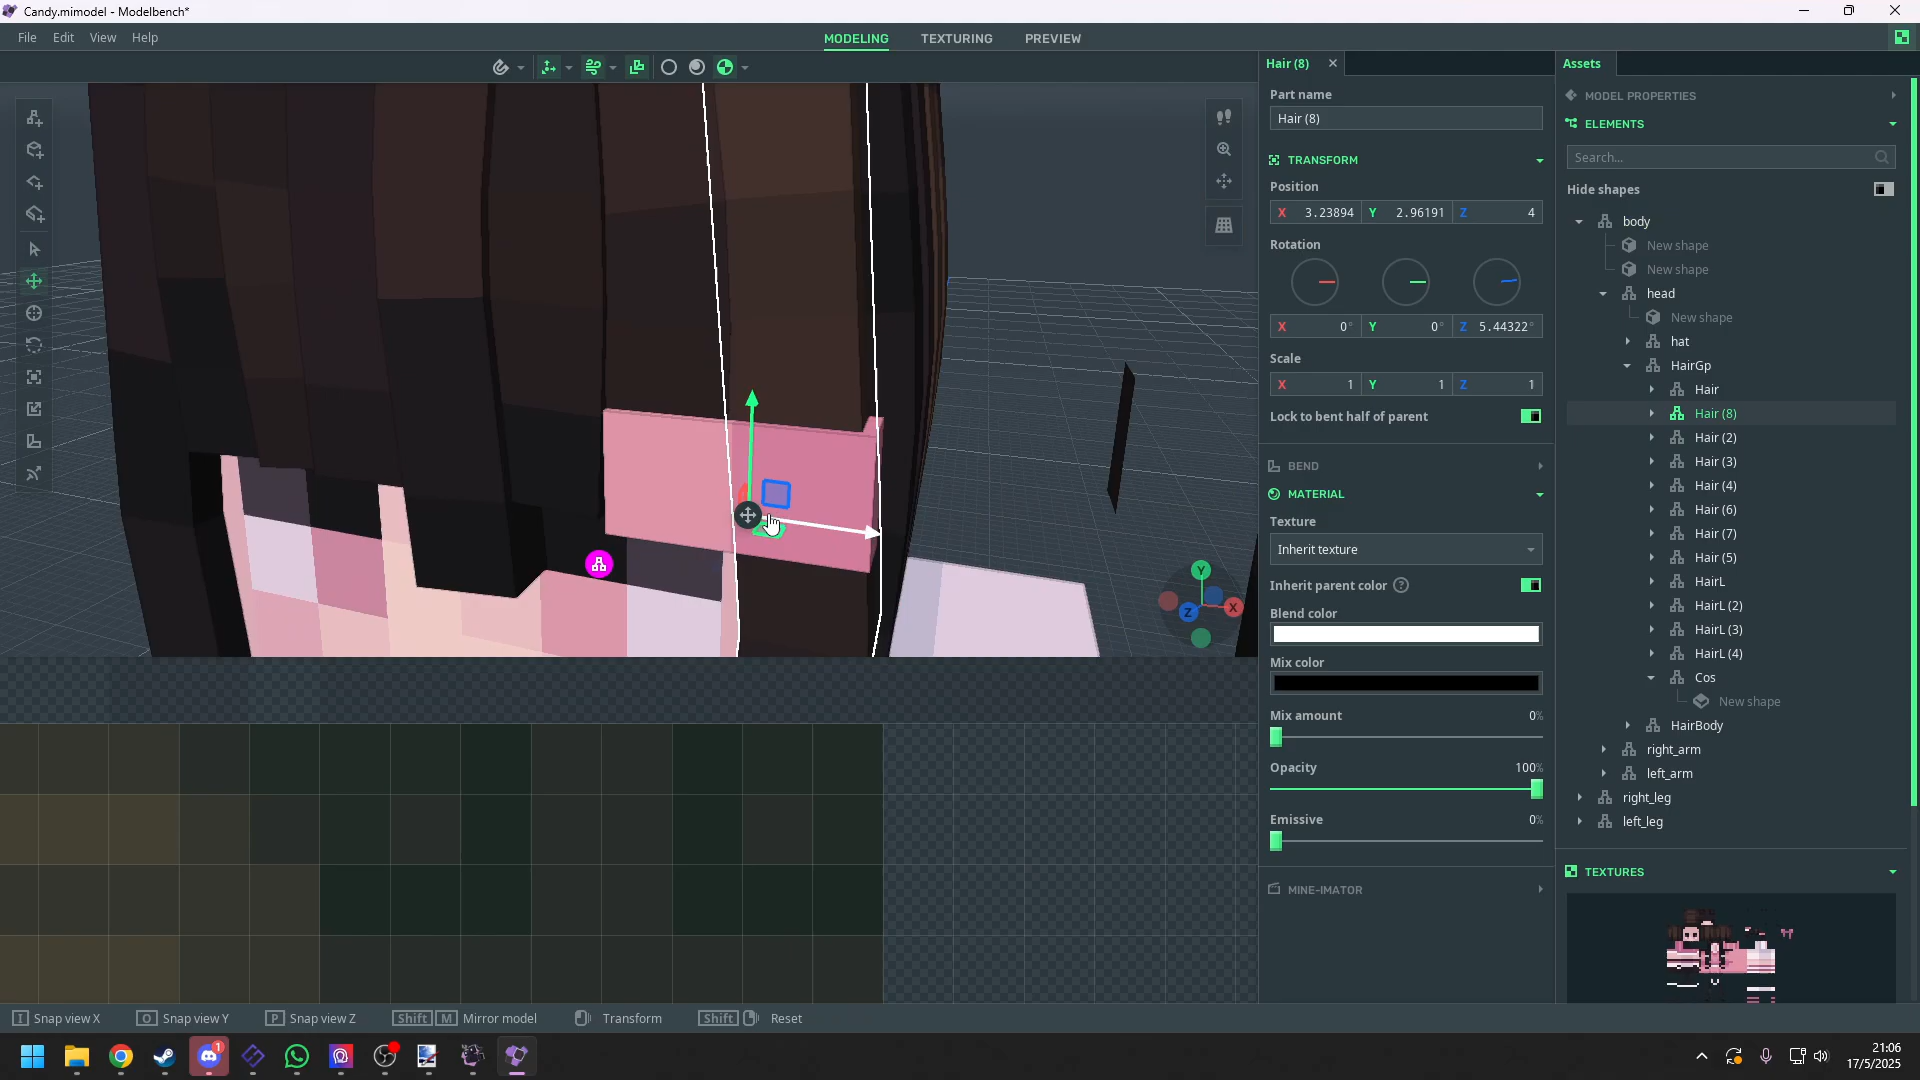 Candy.mimodel - Modelbench*
File Edit View Help
MODELING TEXTURING PREVIEW
Hair (8)
Part name
Hair (8)
TRANSFORM
Position
X 3.23894 Y 2.96191 Z 4
Rotation
X 0° Y 0° Z 5.44322°
Scale
X 1 Y 1 Z 1
Lock to bent half of parent
BEND
MATERIAL
Texture
Inherit texture
Inherit parent color ?
Blend color
Mix color
Mix amount 0%
Opacity 100%
Emissive 0%
MINE-IMATOR
Assets
MODEL PROPERTIES
ELEMENTS
Search...
Hide shapes
body
New shape
New shape
head
New shape
hat
HairGp
Hair
Hair (8)
Hair (2)
Hair (3)
Hair (4)
Hair (6)
Hair (7)
Hair (5)
HairL
HairL (2)
HairL (3)
HairL (4)
Cos
New shape
HairBody
right_arm
left_arm
right_leg
left_leg
TEXTURES
Y
X
Z
I Snap view X O Snap view Y P Snap view Z Shift M Mirror model Transform Shift Reset
1
21:06
17/5/2025